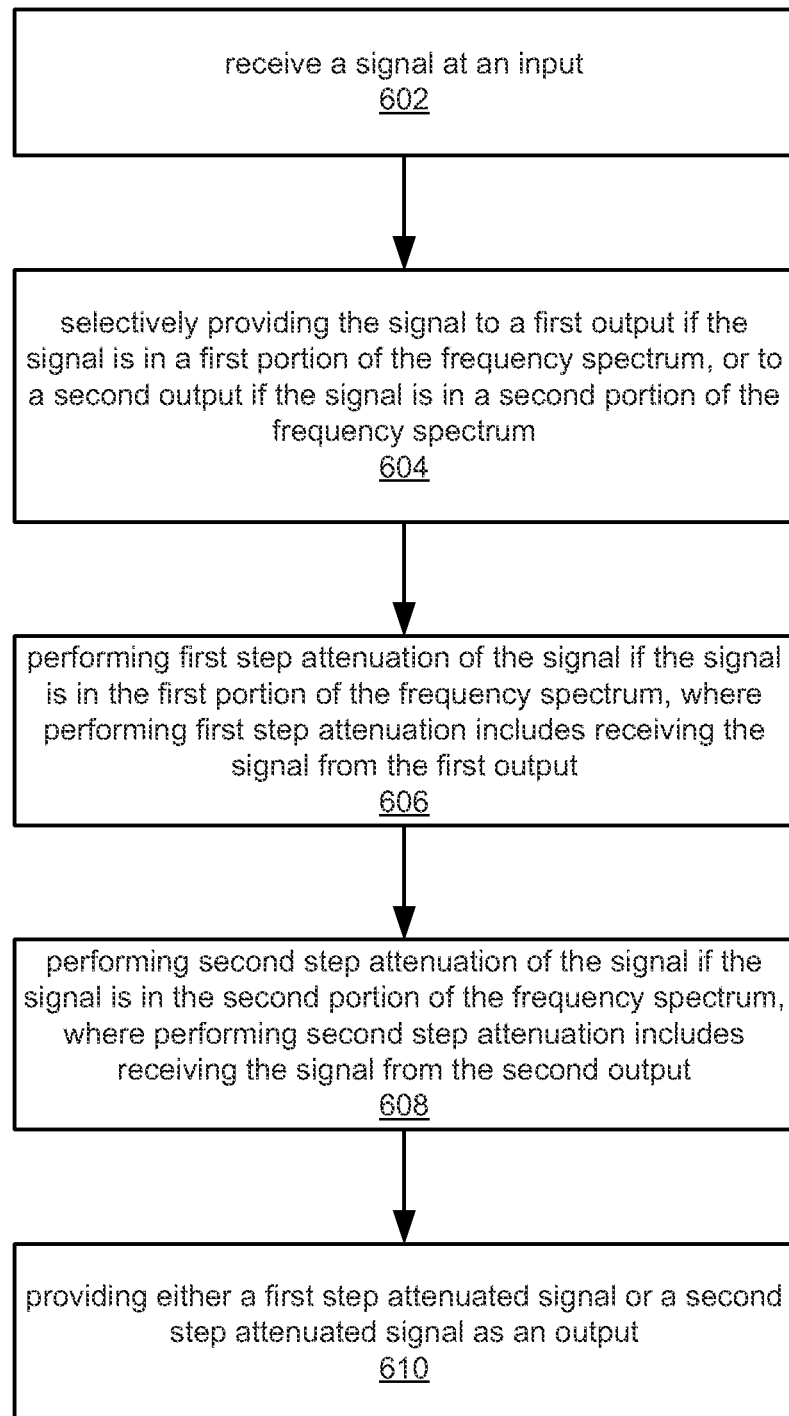 receive a signal at an input
602
selectively providing the signal to a first output if the
signal is in a first portion of the frequency spectrum, or to
a second output if the signal is in a second portion of the
frequency spectrum
604
performing first step attenuation of the signal if the signal
is in the first portion of the frequency spectrum, where
performing first step attenuation includes receiving the
signal from the first output
606
performing second step attenuation of the signal if the
signal is in the second portion of the frequency spectrum,
where performing second step attenuation includes
receiving the signal from the second output
608
providing either a first step attenuated signal or a second
step attenuated signal as an output
610